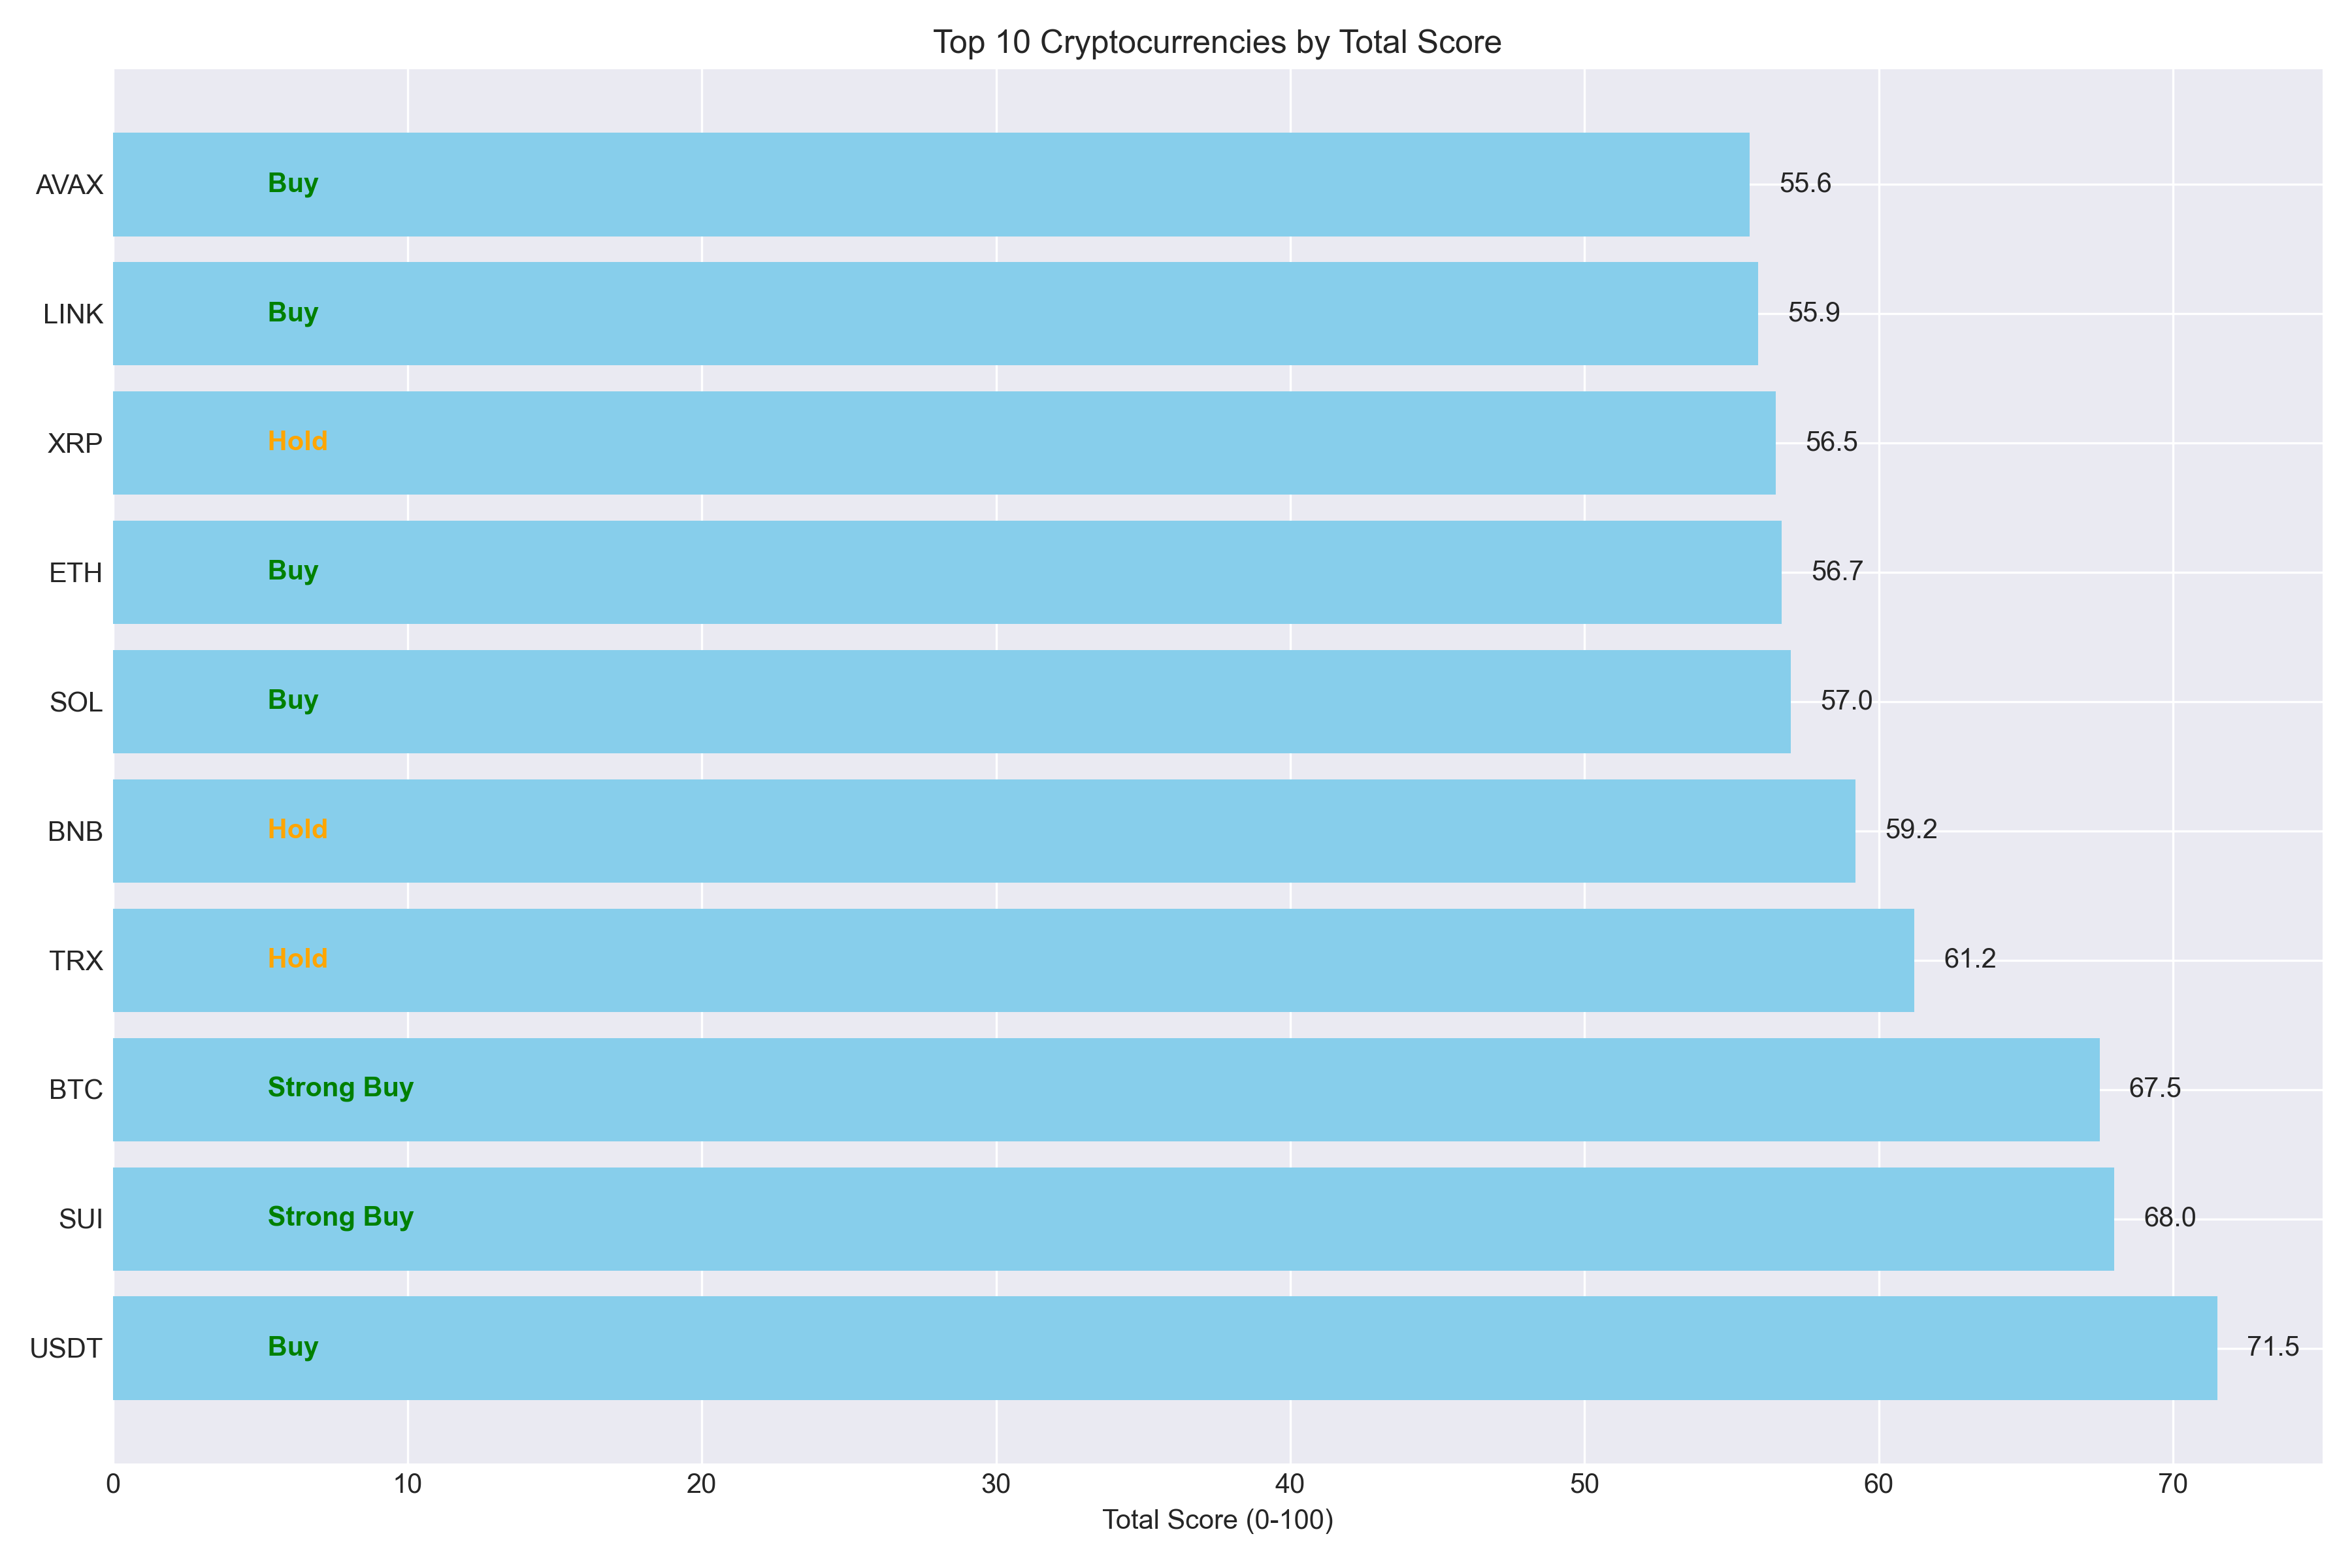 Top 10 Cryptocurrencies by Total Score
AVAX Buy 55.6
LINK Buy 55.9
XRP Hold 56.5
ETH Buy 56.7
SOL Buy 57.0
BNB Hold 59.2
TRX Hold 61.2
BTC Strong Buy 67.5
SUI Strong Buy 68.0
USDT Buy 71.5
0 10 20 30 40 50 60 70
Total Score (0-100)